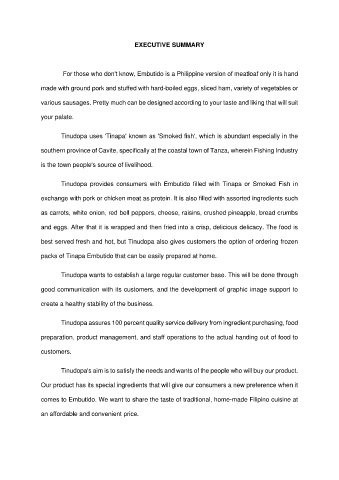 EXECUTIVE SUMMARY
For those who don't know, Embutido is a Philippine version of meatloaf only it is hand
made with ground pork and stuffed with hard-boiled eggs, sliced ham, variety of vegetables or
various sausages. Pretty much can be designed according to your taste and liking that will suit
your palate.
Tinudopa uses 'Tinapa' known as 'Smoked fish', which is abundant especially in the
southern province of Cavite, specifically at the coastal town of Tanza, wherein Fishing Industry
is the town people's source of livelihood.
Tinudopa provides consumers with Embutido filled with Tinapa or Smoked Fish in
exchange with pork or chicken meat as protein. It is also filled with assorted ingredients such
as carrots, white onion, red bell peppers, cheese, raisins, crushed pineapple, bread crumbs
and eggs. After that it is wrapped and then fried into a crisp, delicious delicacy. The food is
best served fresh and hot, but Tinudopa also gives customers the option of ordering frozen
packs of Tinapa Embutido that can be easily prepared at home.
Tinudopa wants to establish a large regular customer base. This will be done through
good communication with its customers, and the development of graphic image support to
create a healthy stability of the business.
Tinudopa assures 100 percent quality service delivery from ingredient purchasing, food
preparation, product management, and staff operations to the actual handing out of food to
customers.
Tinudopa's aim is to satisfy the needs and wants of the people who will buy our product.
Our product has its special ingredients that will give our consumers a new preference when it
comes to Embutido. We want to share the taste of traditional, home-made Filipino cuisine at
an affordable and convenient price.